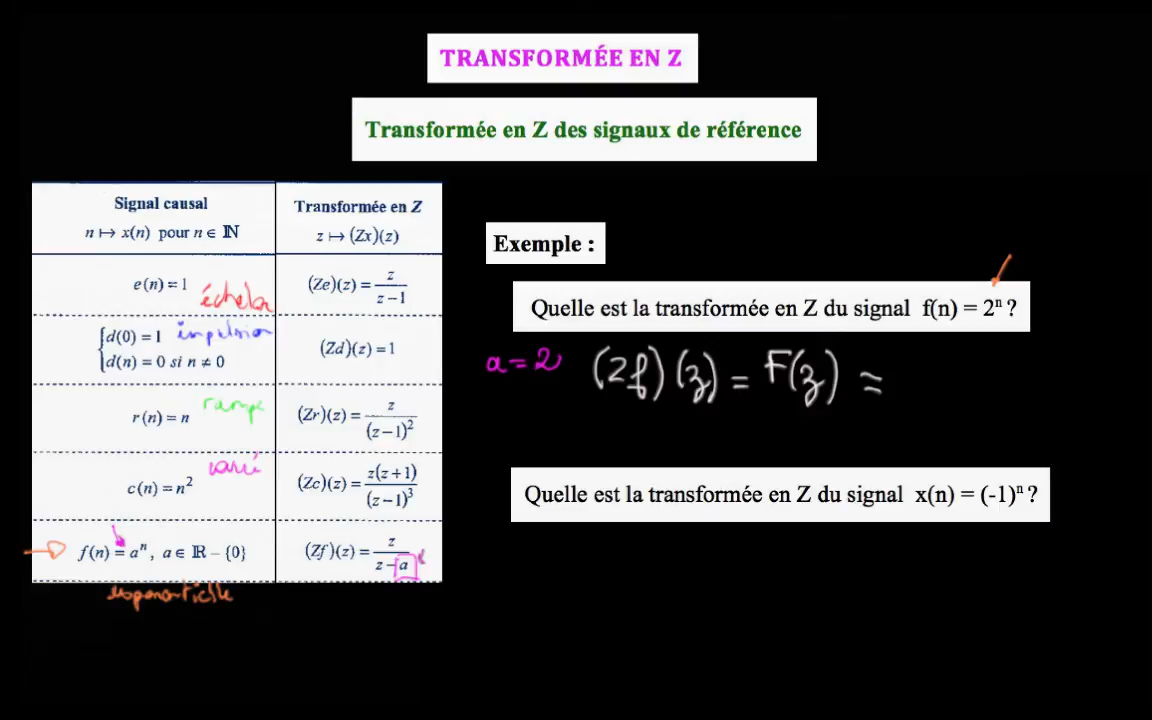 TRANSFORMÉE EN Z
Transformée en Z des signaux de référence
Signal causal
n ↦ x(n) pour n ∈ ℕ
Transformée en Z
z ↦ (Zx)(z)
e(n) = 1
échelon
(Ze)(z) = z/(z−1)
{d(0) = 1
impulsion
d(n) = 0 si n ≠ 0
(Zd)(z) = 1
r(n) = n
rampe
(Zr)(z) = z/(z−1)²
c(n) = n²
carré
(Zc)(z) = z(z+1)/(z−1)³
f(n) = aⁿ, a ∈ ℝ − {0}
(Zf)(z) = z/(z−a)
exponentielle
Exemple :
Quelle est la transformée en Z du signal f(n) = 2ⁿ ?
a = 2 (Zf)(z) = F(z) =
Quelle est la transformée en Z du signal x(n) = (-1)ⁿ ?